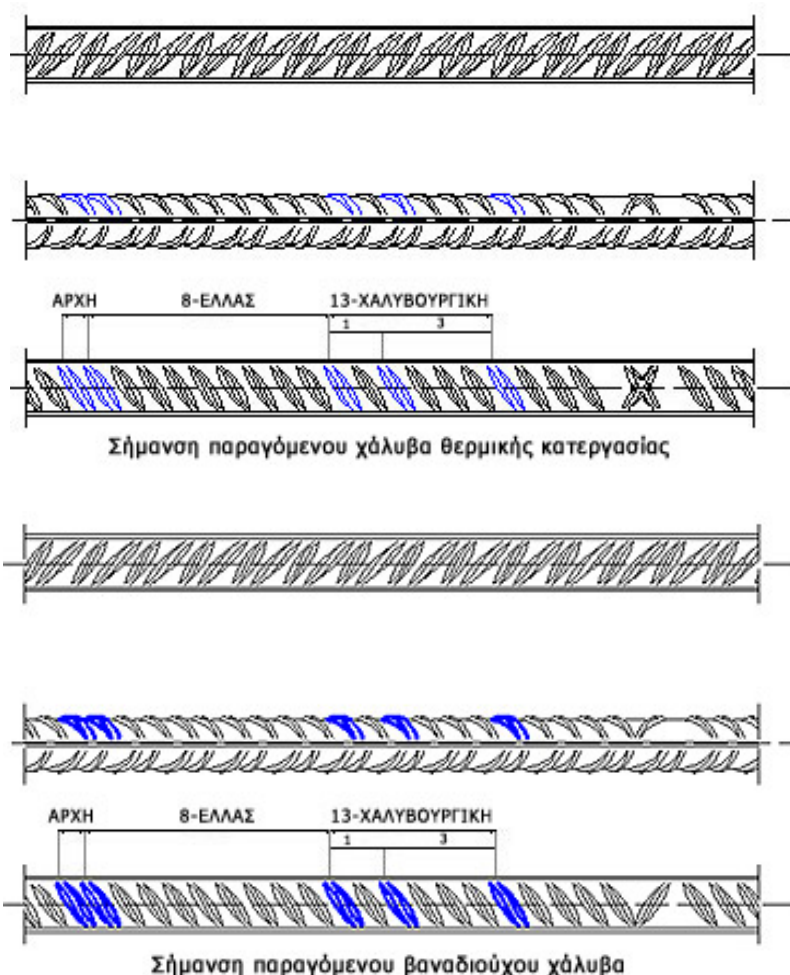 ΑΡΧΗ 8-ΕΛΛΑΣ 13-ΧΑΛΥΒΟΥΡΓΙΚΗ
1 3
Σήμανση παραγόμενου χάλυβα θερμικής κατεργασίας
ΑΡΧΗ 8-ΕΛΛΑΣ 13-ΧΑΛΥΒΟΥΡΓΙΚΗ
1 3
Σήμανση παραγόμενου βαναδιούχου χάλυβα